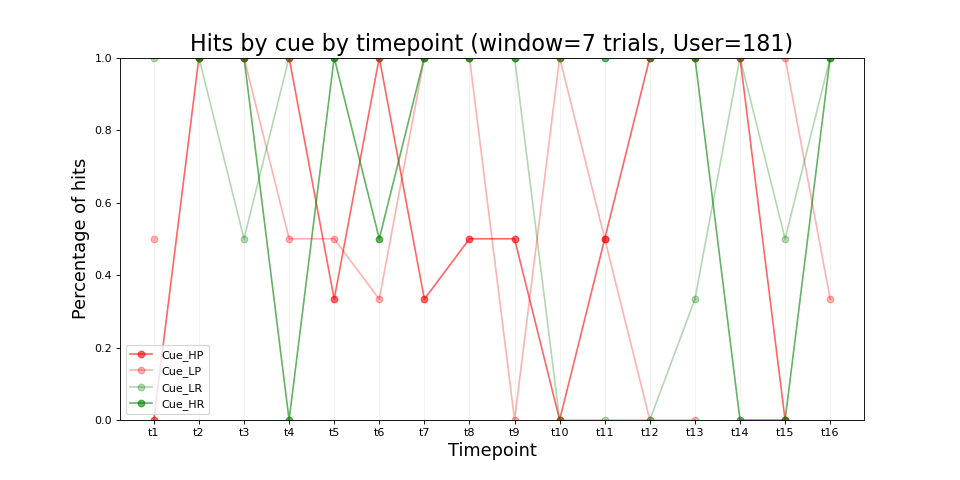 Hits by cue by timepoint (window=7 trials, User=181)
Percentage of hits
1.0
0.8
0.6
0.4
0.2
0.0
Cue_HP
Cue_LP
Cue_LR
Cue_HR
t1 t2 t3 t4 t5 t6 t7 t8 t9 t10 t11 t12 t13 t14 t15 t16
Timepoint